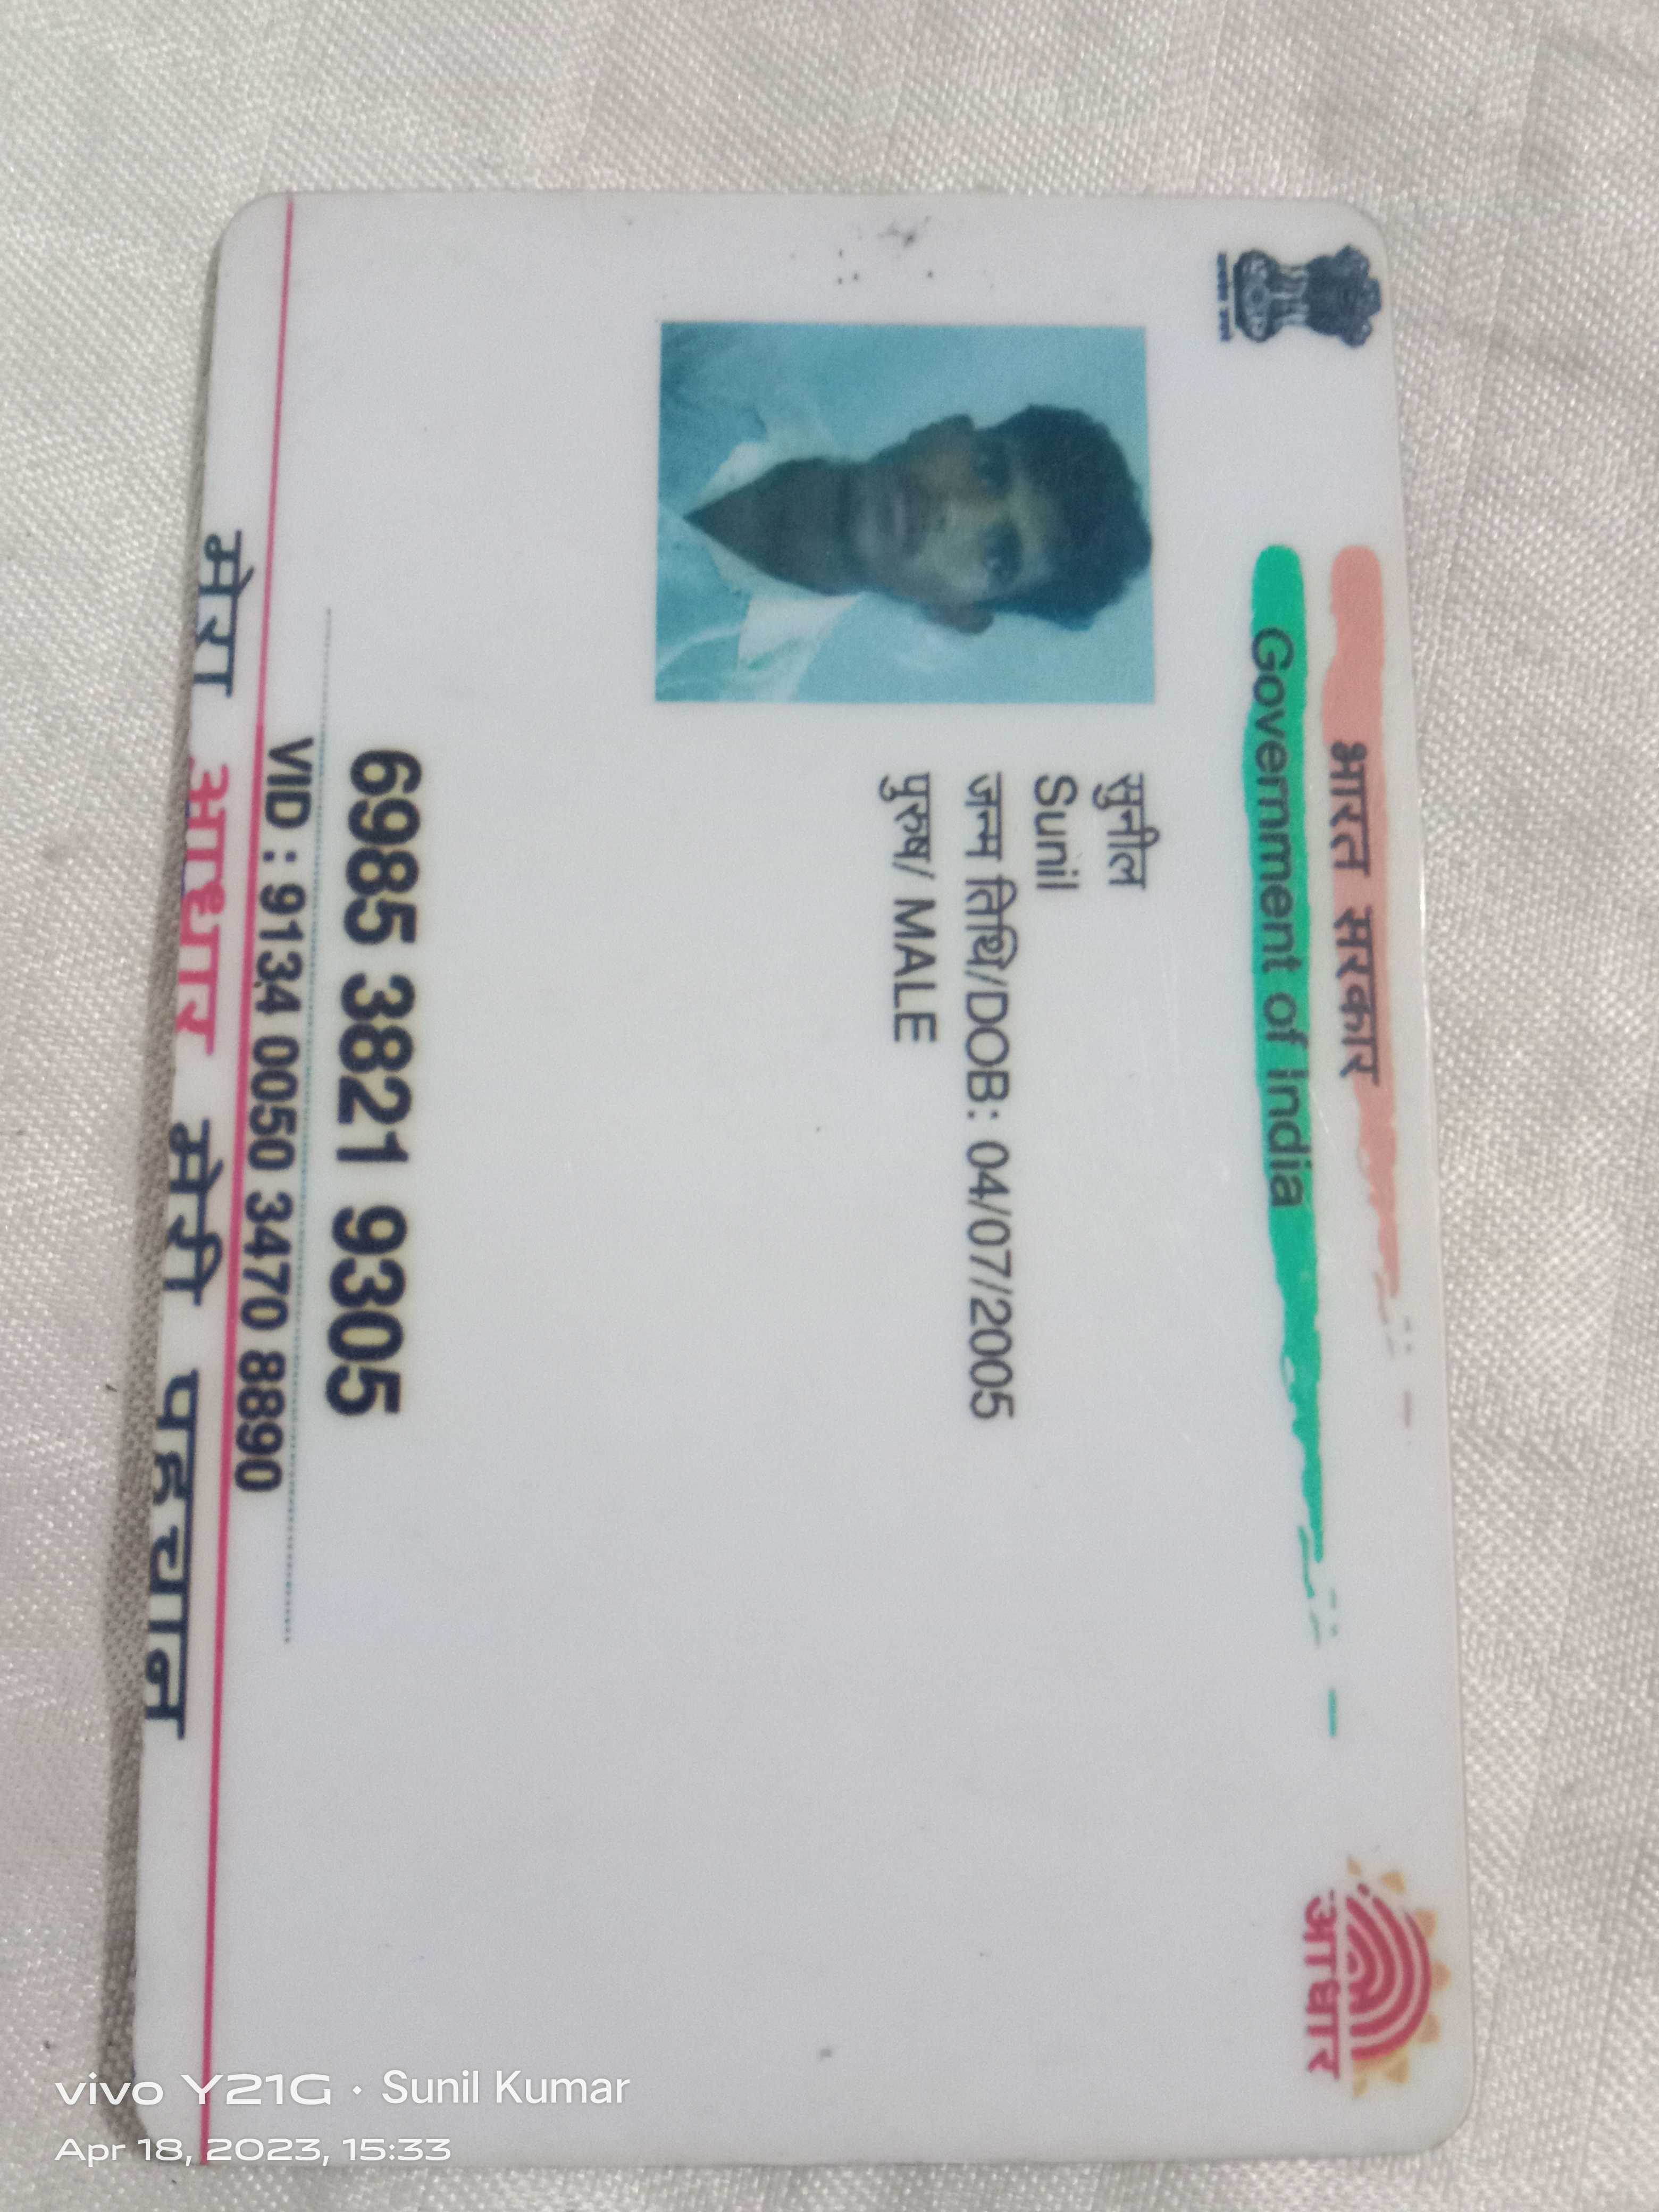 भारत सरकार
Government of India
सुनील
Sunil
जन्म तिथि/DOB: 04/07/2005
पुरुष/ MALE
6985 3821 9305
VID : 9134 0050 3470 8890
मेरा आधार मेरी पहचान
आधार
vivo Y21G · Sunil Kumar
Apr 18, 2023, 15:33